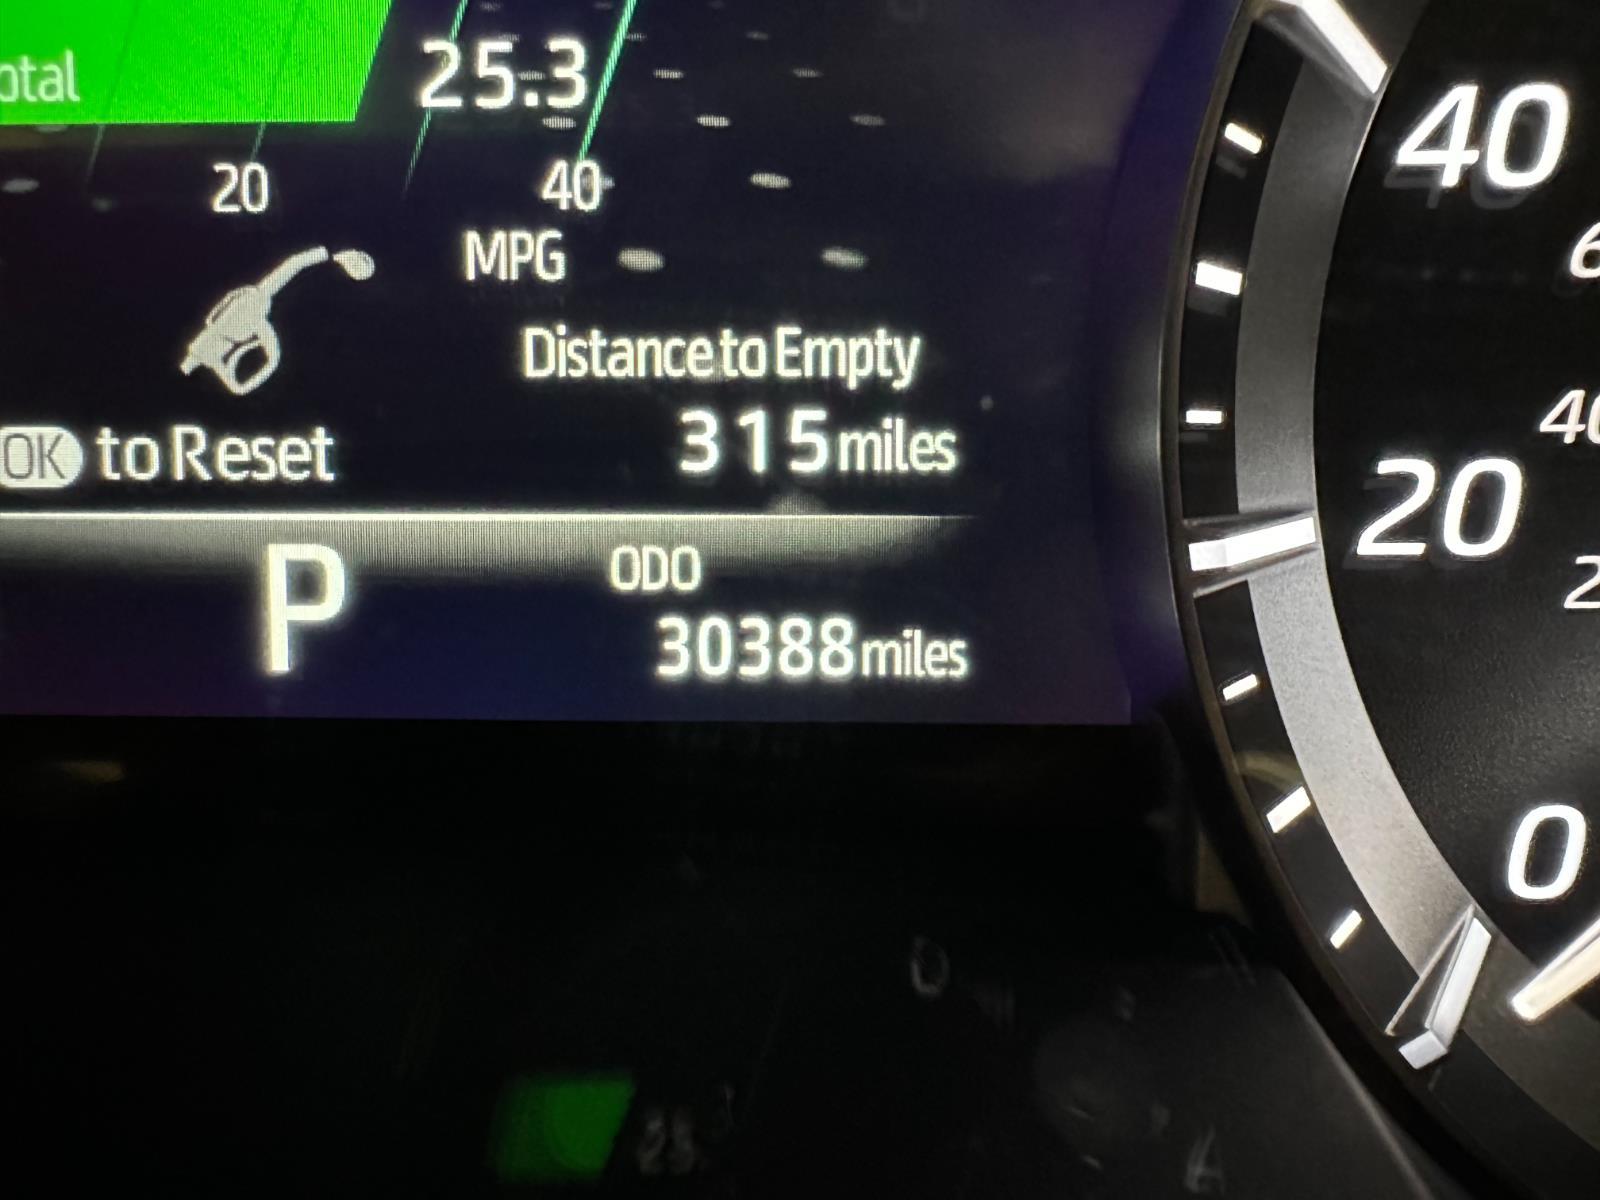 25.3
20
40
MPG
Distance to Empty
315 miles
OK to Reset
P
ODO
30388 miles
40
20
0